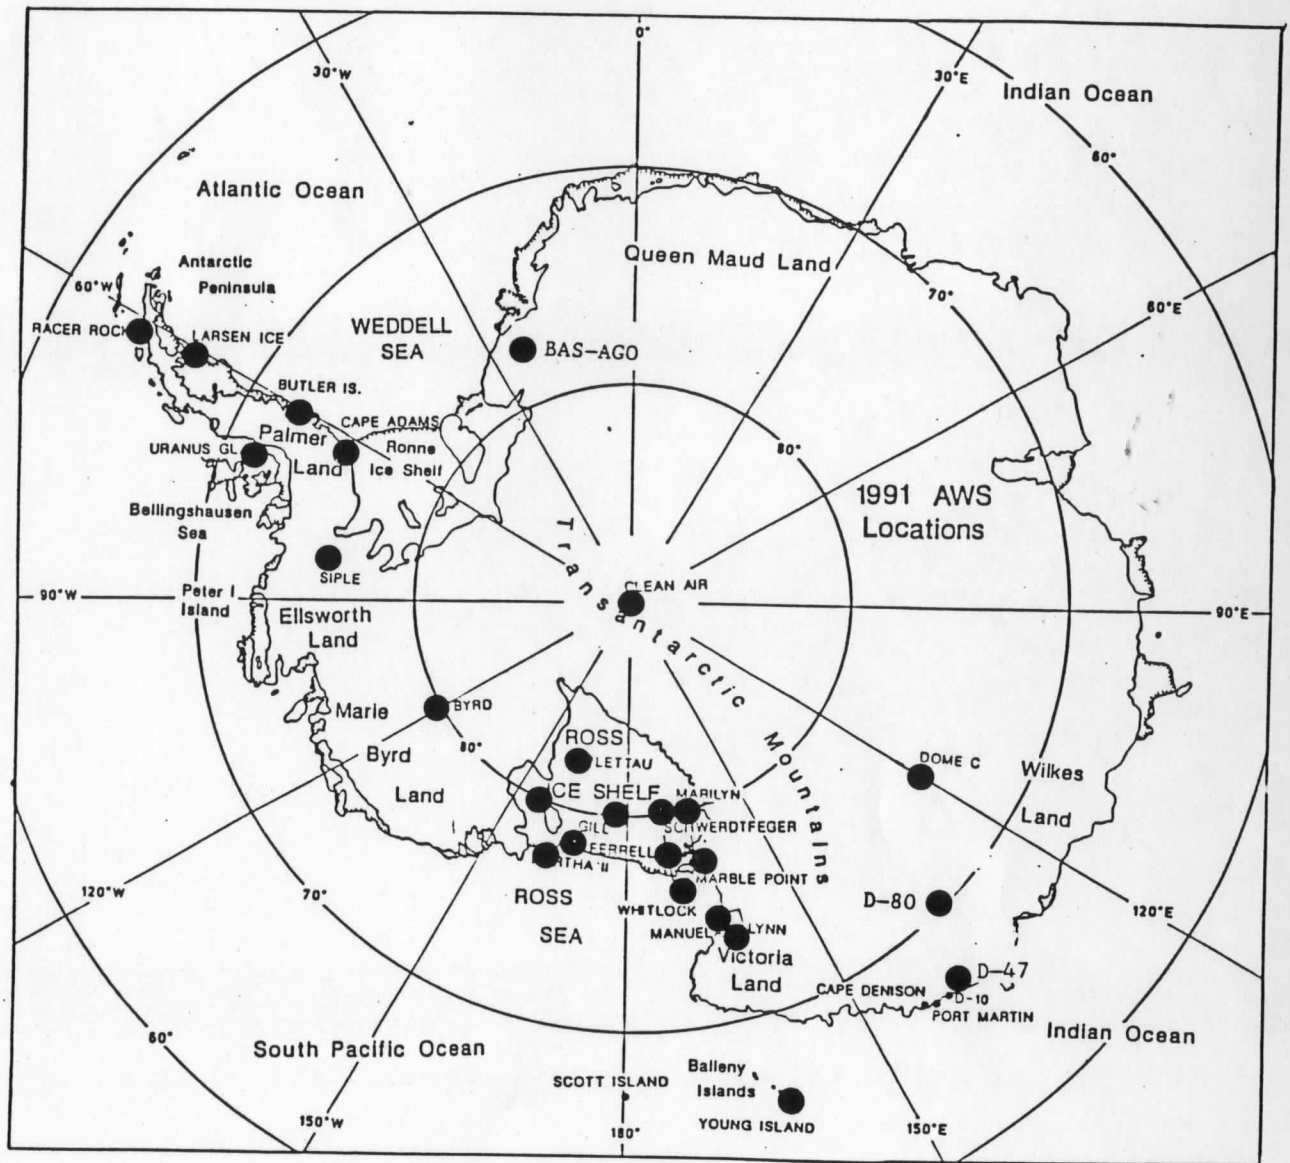 0°
30°W
30°E
Indian Ocean
60°
Atlantic Ocean
Queen Maud Land
Antarctic
Peninsula
60°W
70°
60°E
RACER ROCK
LARSEN ICE
WEDDELL
SEA
BAS-AGO
BUTLER IS.
CAPE ADAMS
Palmer
Land
Ronne
Ice Shelf
80°
URANUS GL.
1991 AWS
Locations
Bellingshausen
Sea
SIPLE
Transantarctic Mountains
CLEAN AIR
90°W
Peter I
Island
90°E
Ellsworth
Land
Marie
Byrd
Land
BYRD
80°
ROSS
LETTAU
DOME C
Wilkes
Land
CE SHELF
MARILYN
GILL
SCHWERDTFEGER
FERRELL
RTHA II
MARBLE POINT
120°W
70°
ROSS
SEA
WHITLOCK
MANUEL
LYNN
Victoria
Land
D-80
120°E
D-47
CAPE DENISON
D-10
PORT MARTIN
60°
South Pacific Ocean
Indian Ocean
SCOTT ISLAND
Balleny
Islands
YOUNG ISLAND
150°W
180°
150°E